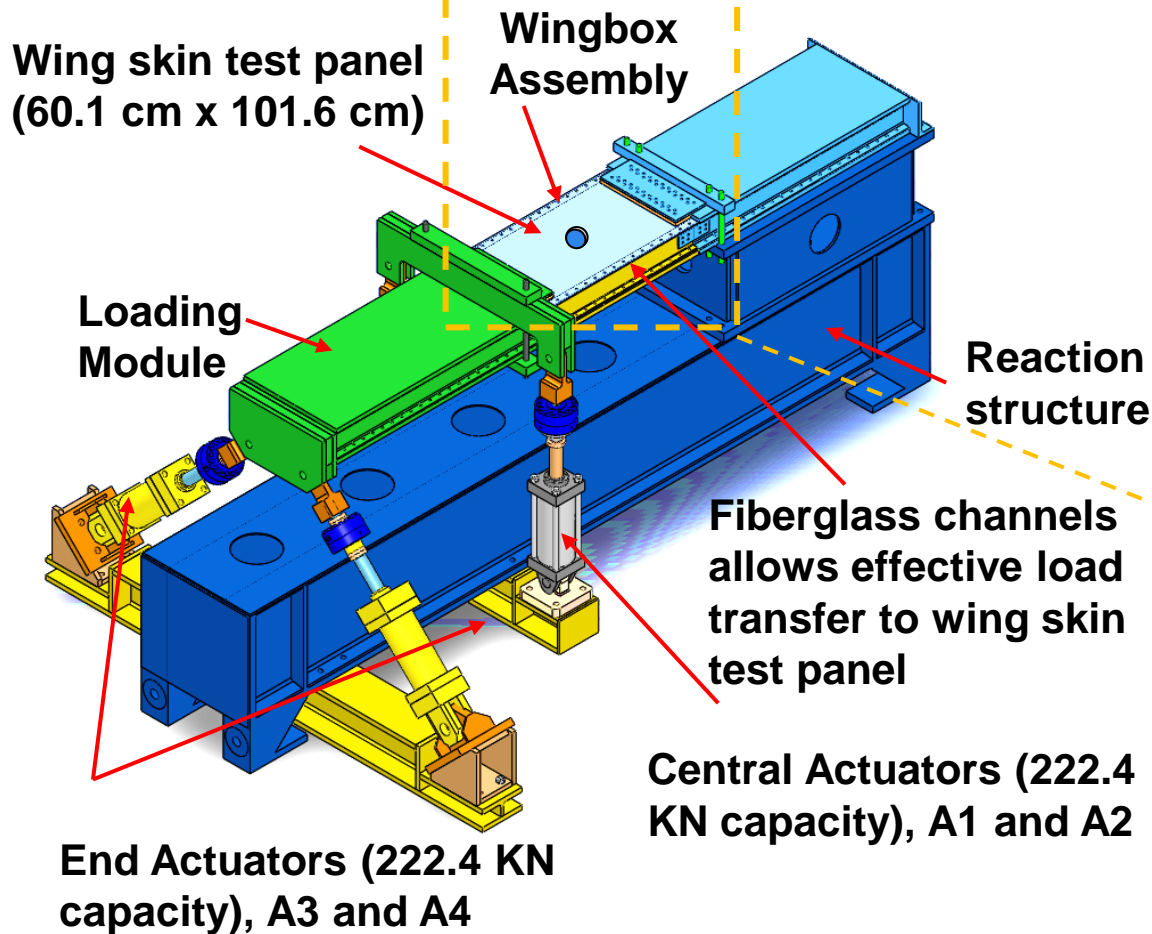 Wing skin test panel
(60.1 cm x 101.6 cm)
Wingbox
Assembly
Loading
Module
Reaction
structure
Fiberglass channels
allows effective load
transfer to wing skin
test panel
Central Actuators (222.4
KN capacity), A1 and A2
End Actuators (222.4 KN
capacity), A3 and A4